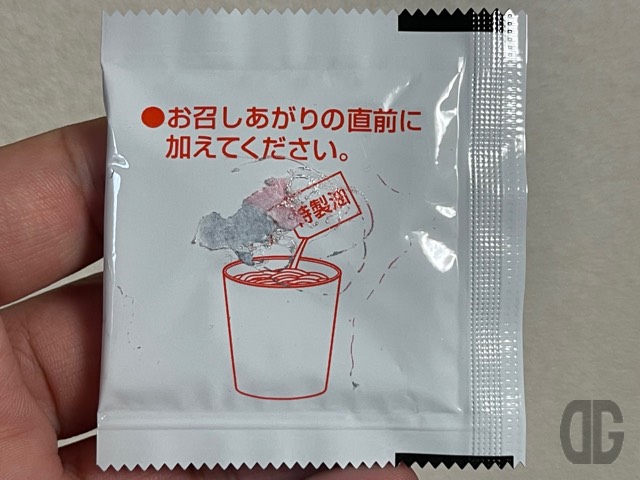 ●お召しあがりの直前に
加えてください。
特製油
DG